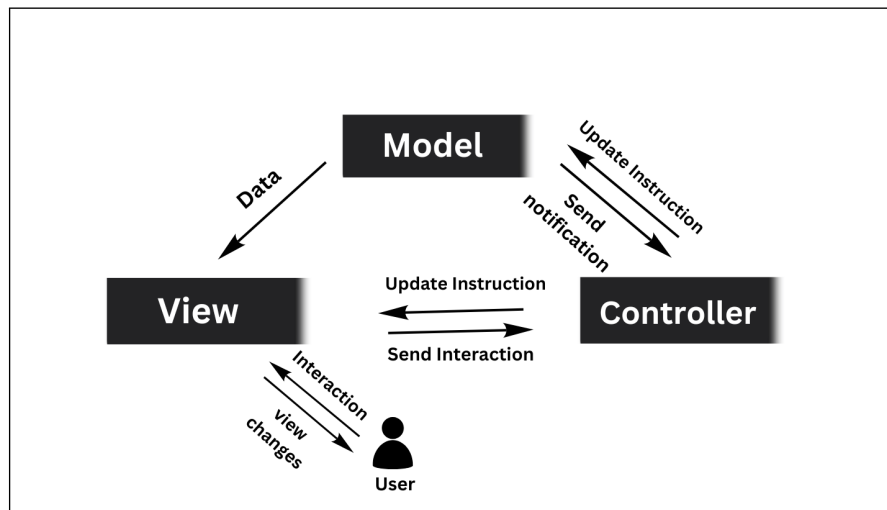 Model
Update Instruction
Data
Send
notification
View
Update Instruction
Send Interaction
Controller
Interaction
view
changes
User